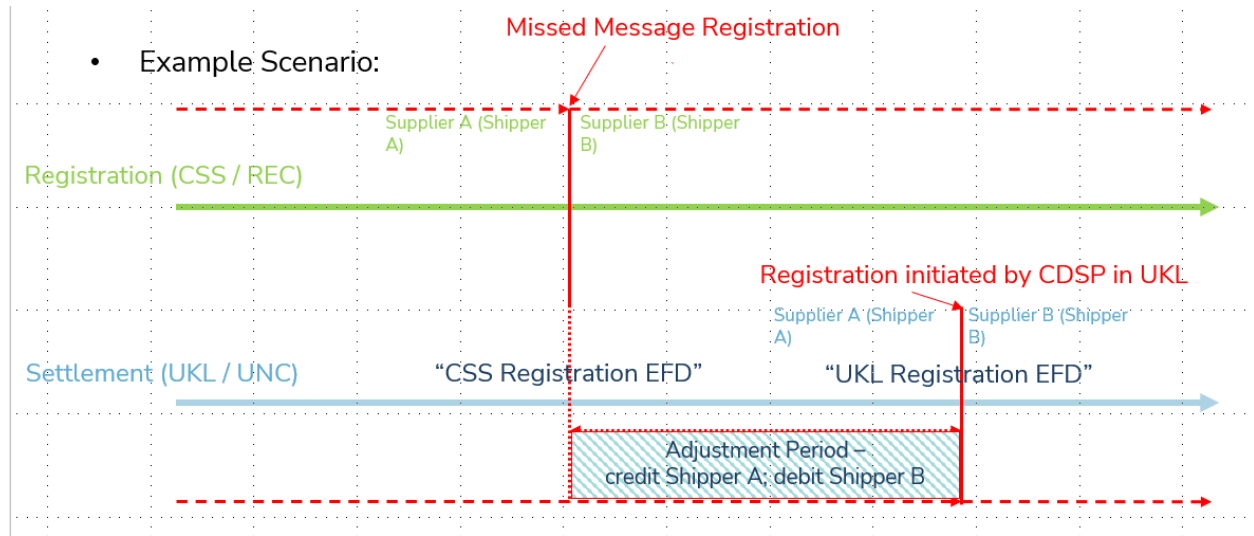 Missed Message Registration
• Example Scenario:
Supplier A (Shipper
A)
Supplier B (Shipper
B)
Registration (CSS / REC)
Registration initiated by CDSP in UKL
Supplier A (Shipper
A)
Supplier B (Shipper
B)
Settlement (UKL / UNC)
“CSS Registration EFD”
“UKL Registration EFD”
Adjustment Period –
credit Shipper A; debit Shipper B